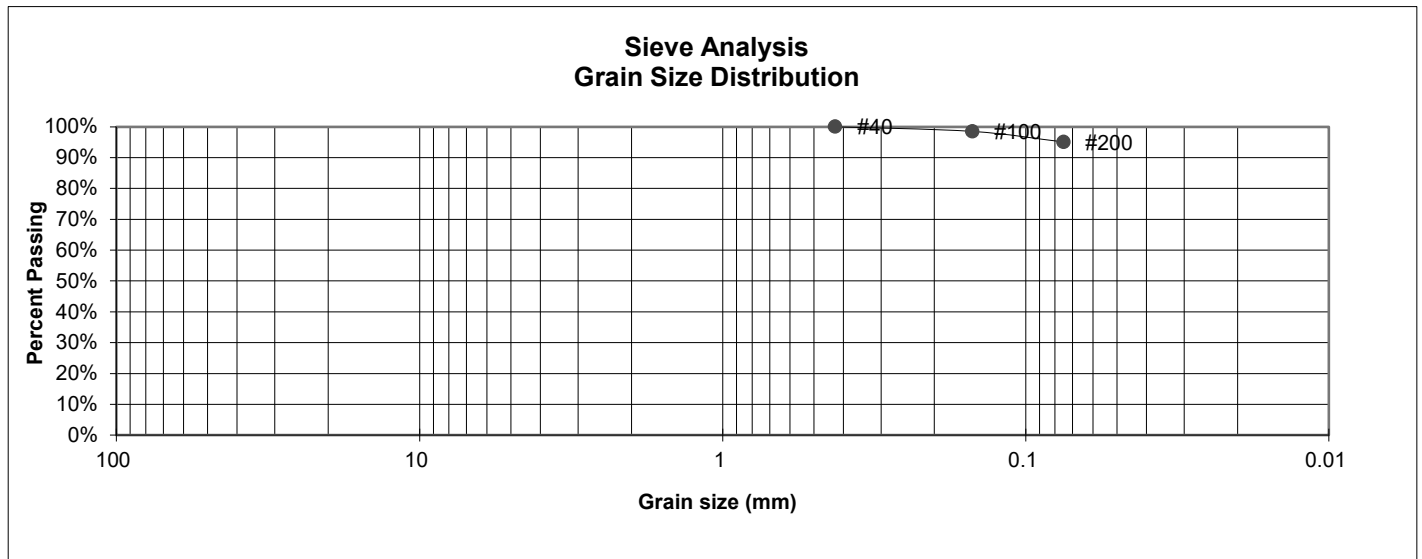 Sieve Analysis
Grain Size Distribution
100%
90%
80%
70%
60%
50%
40%
30%
20%
10%
0%
Percent Passing
#40
#100
#200
100 10 1 0.1 0.01
Grain size (mm)